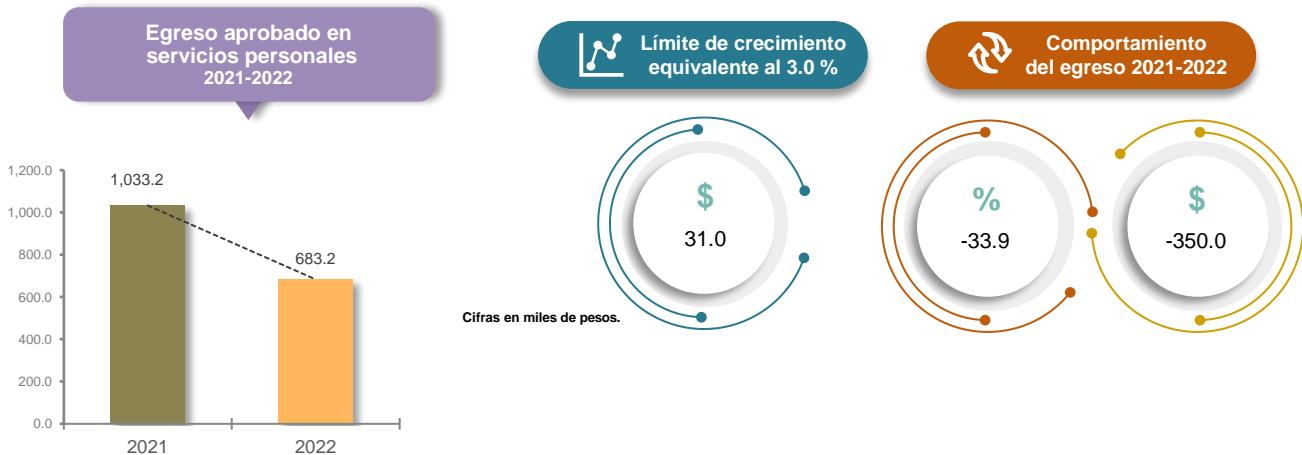 Egreso aprobado en
servicios personales
2021-2022
Límite de crecimiento
equivalente al 3.0 %
Comportamiento
del egreso 2021-2022
1,200.0
1,000.0
800.0
600.0
400.0
200.0
0.0
1,033.2
683.2
2021
2022
$
31.0
%
-33.9
$
-350.0
Cifras en miles de pesos.